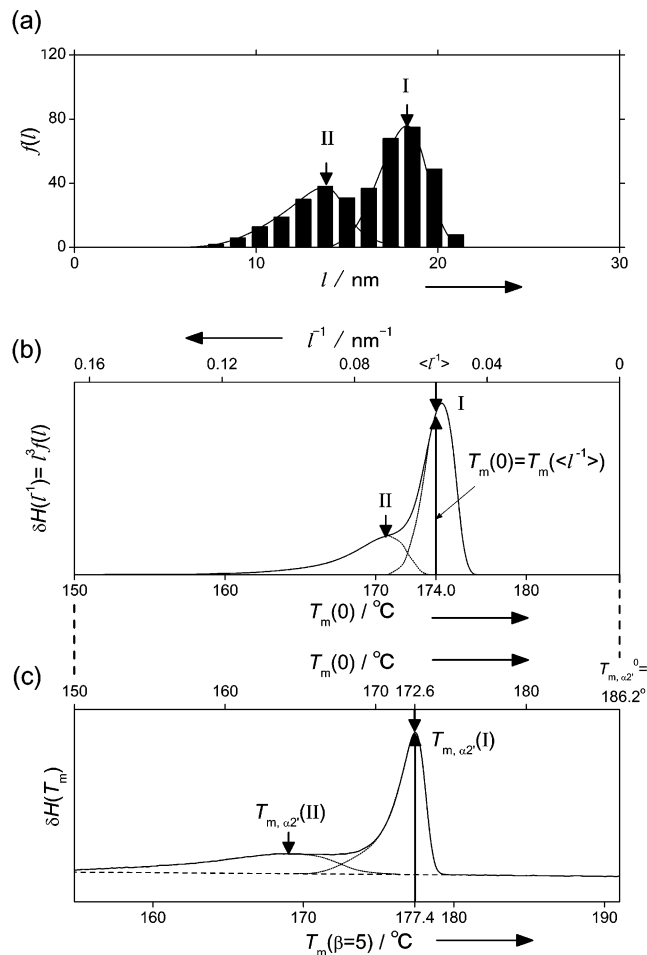 (a)
120
80
40
0
f(l)
I
II
0 10 20 30
l / nm
l⁻¹ / nm⁻¹
(b)
0.16 0.12 0.08 <l⁻¹> 0.04 0
δH(l⁻¹)= l³f(l)
I
Tm(0)=Tm(<l⁻¹>)
II
150 160 170 174.0 180
Tm(0) / °C
Tm(0) / °C
(c)
Tm, α2'⁰=
186.2°
150 160 170 172.6 180
δH(Tm)
Tm, α2'(I)
Tm, α2'(II)
160 170 177.4 180 190
Tm(β=5) / °C